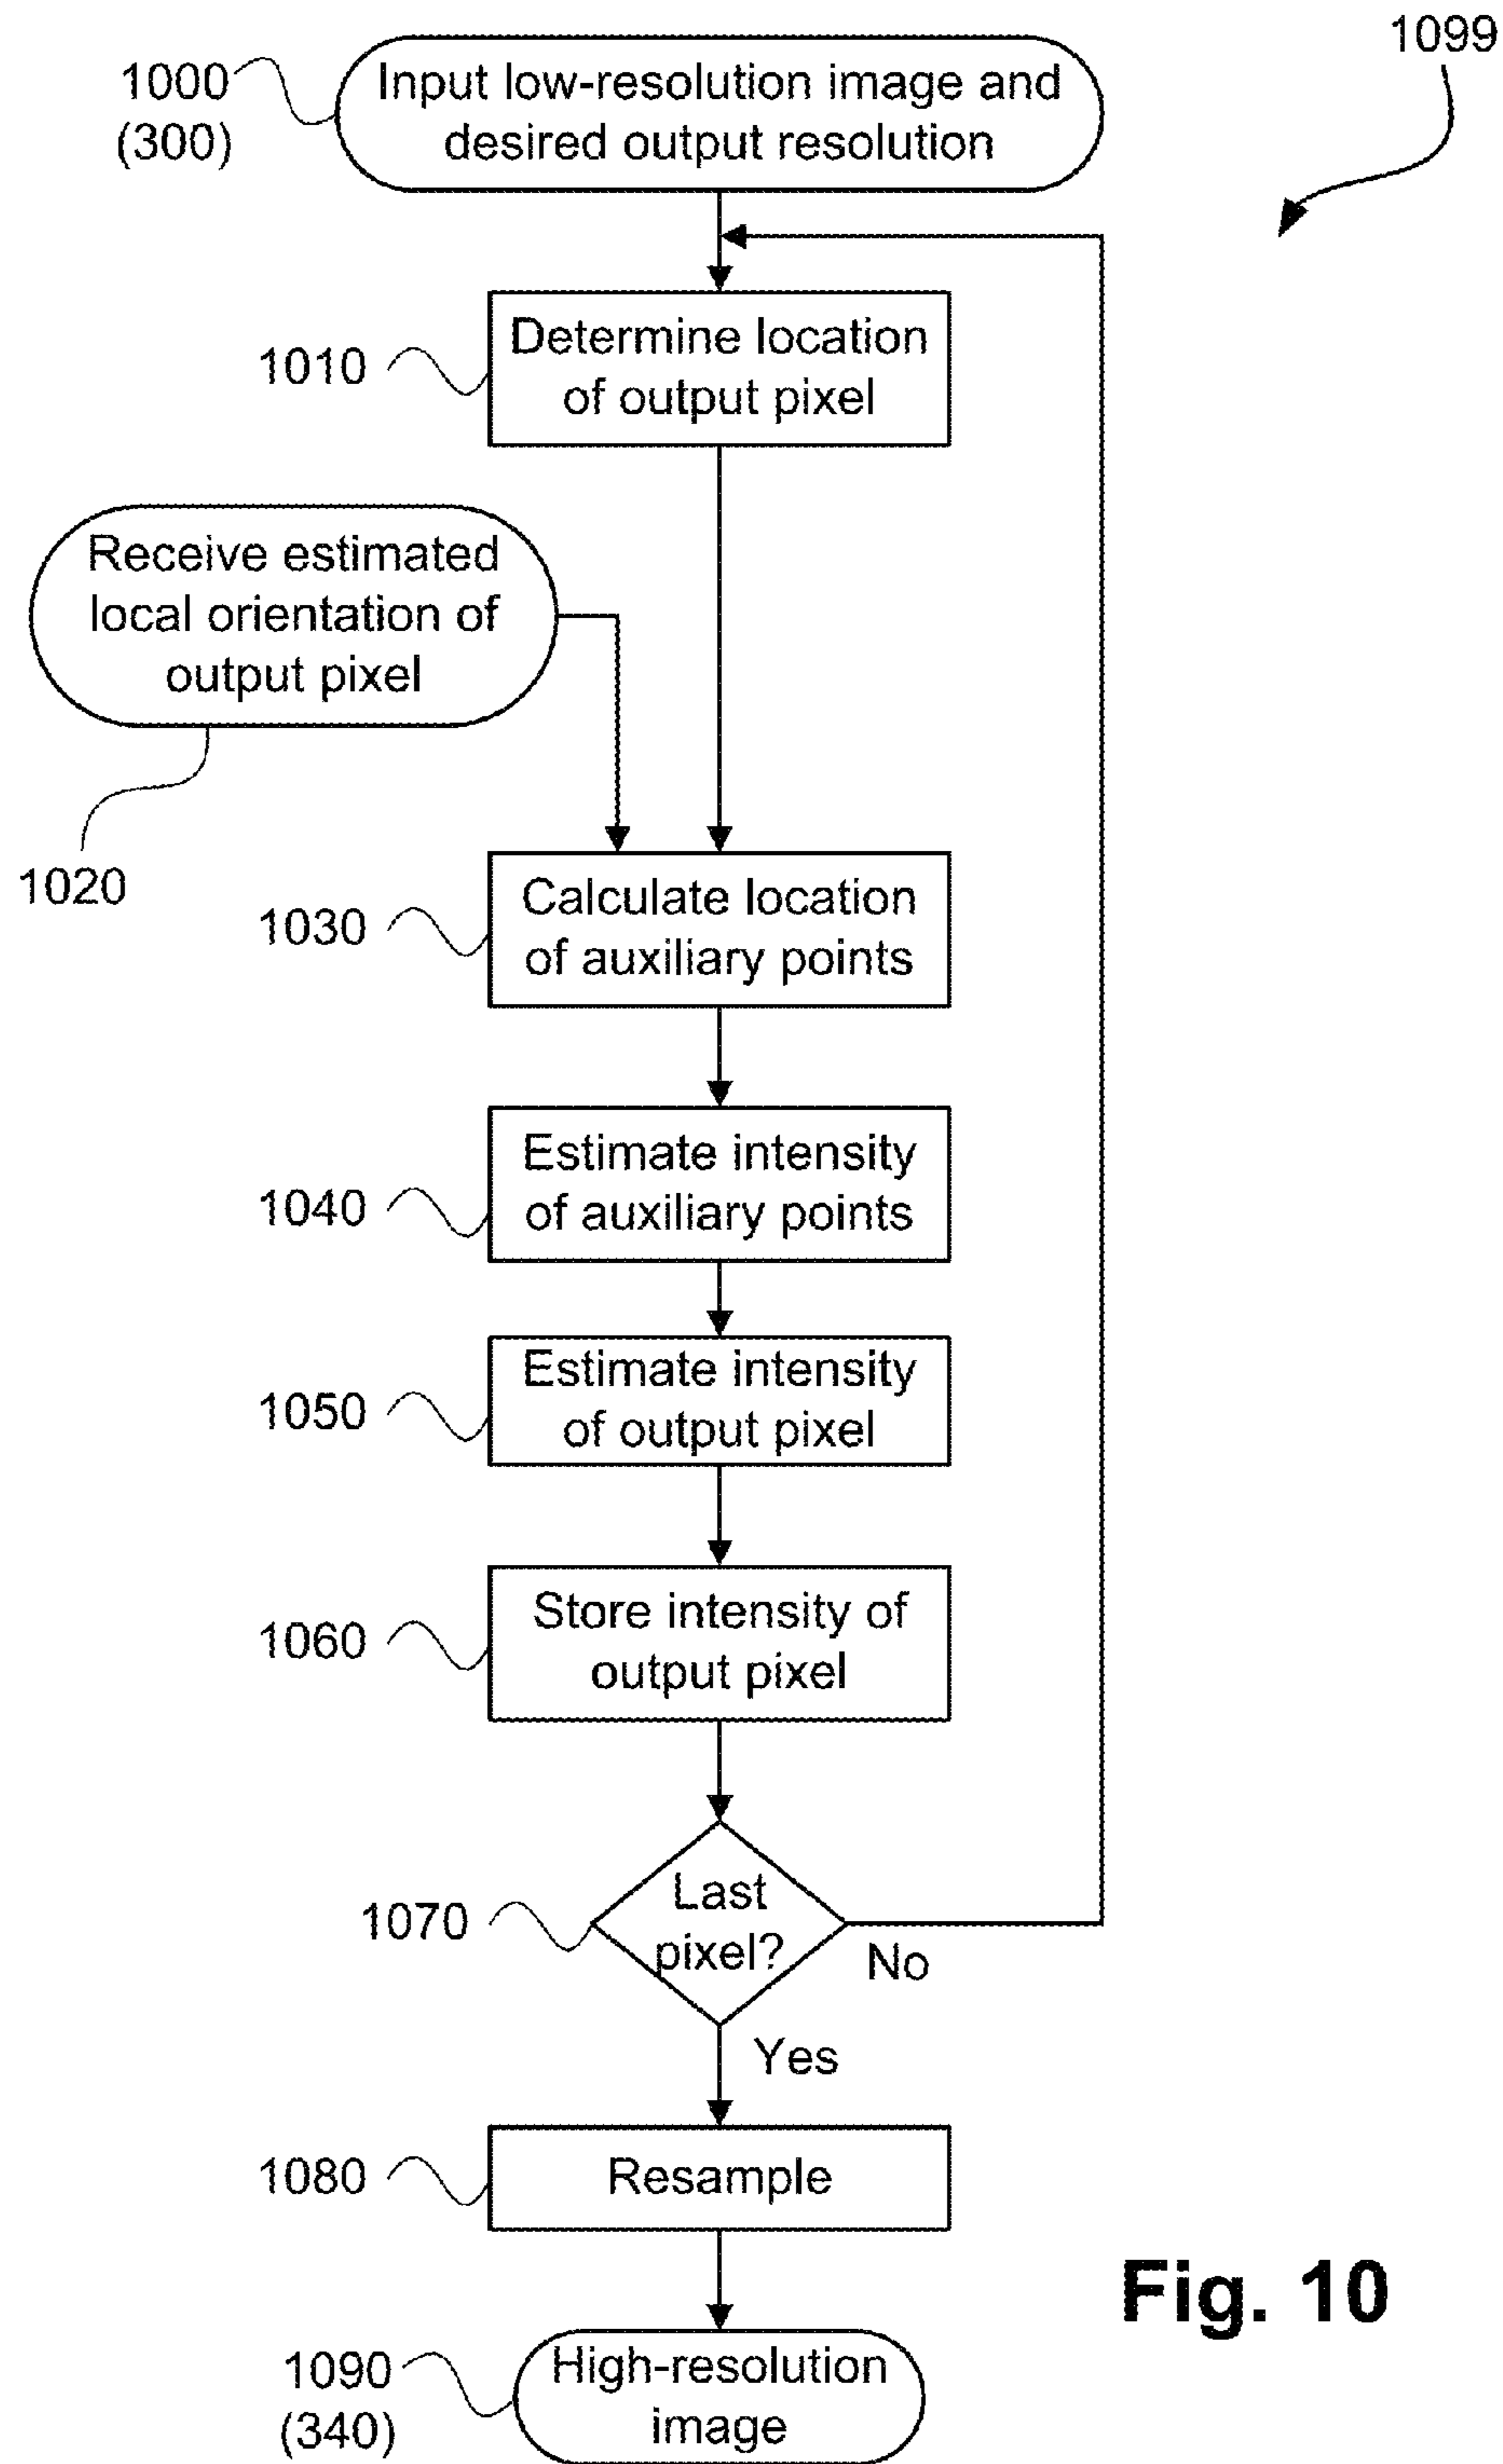 1099
1000
(300)
Input low-resolution image and
desired output resolution
1010
Determine location
of output pixel
Receive estimated
local orientation of
output pixel
1020
1030
Calculate location
of auxiliary points
1040
Estimate intensity
of auxiliary points
1050
Estimate intensity
of output pixel
1060
Store intensity of
output pixel
1070
Last
pixel?
No
Yes
1080
Resample
1090
(340)
High-resolution
image
Fig. 10